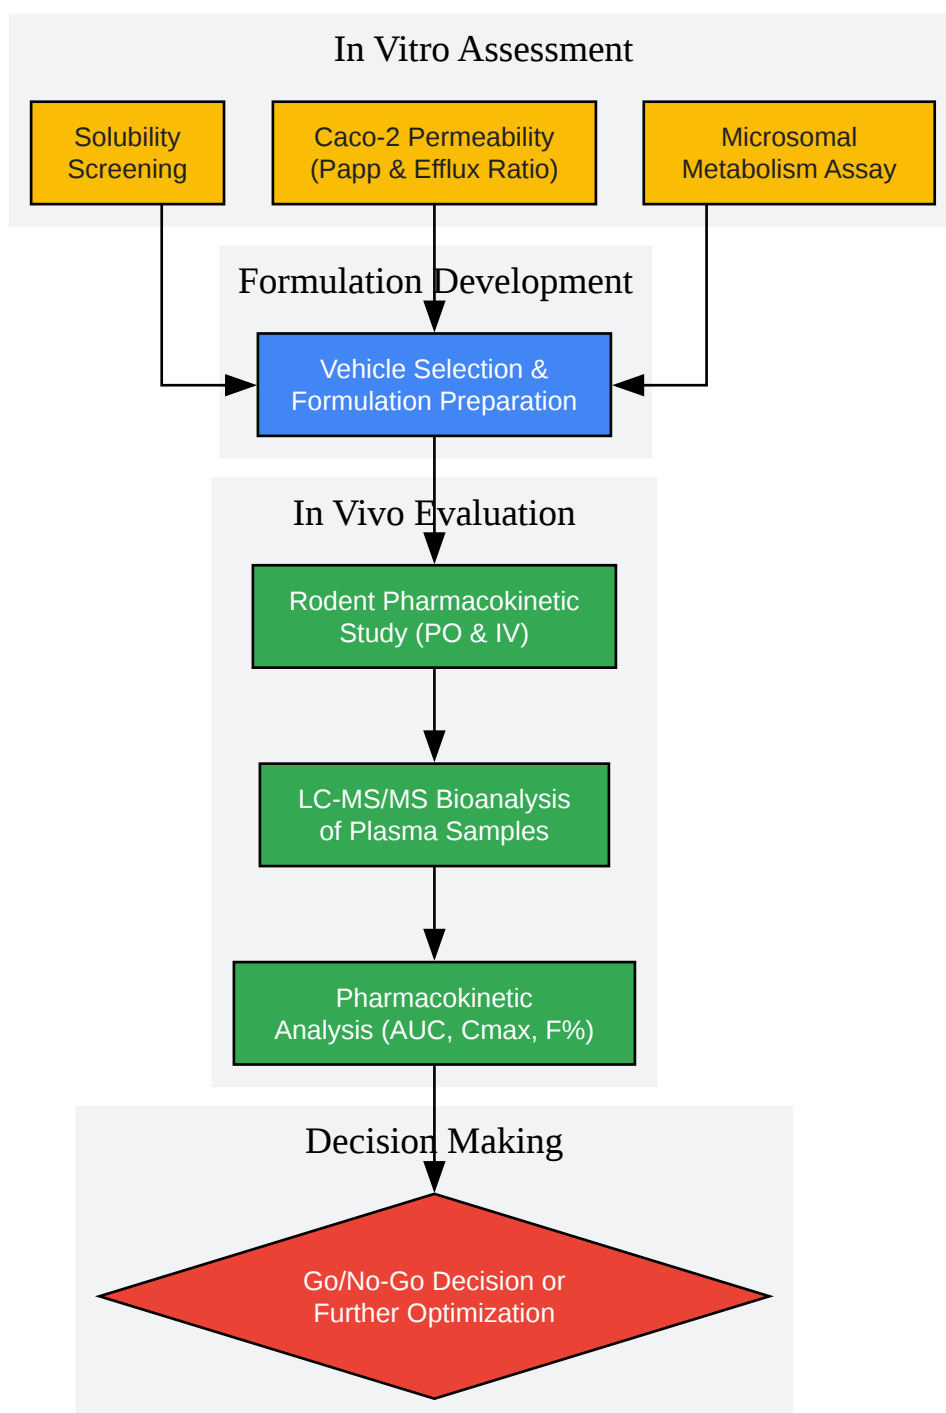 In Vitro Assessment
Solubility
Screening
Caco-2 Permeability
(Papp & Efflux Ratio)
Microsomal
Metabolism Assay
Formulation Development
Vehicle Selection &
Formulation Preparation
In Vivo Evaluation
Rodent Pharmacokinetic
Study (PO & IV)
LC-MS/MS Bioanalysis
of Plasma Samples
Pharmacokinetic
Analysis (AUC, Cmax, F%)
Decision Making
Go/No-Go Decision or
Further Optimization